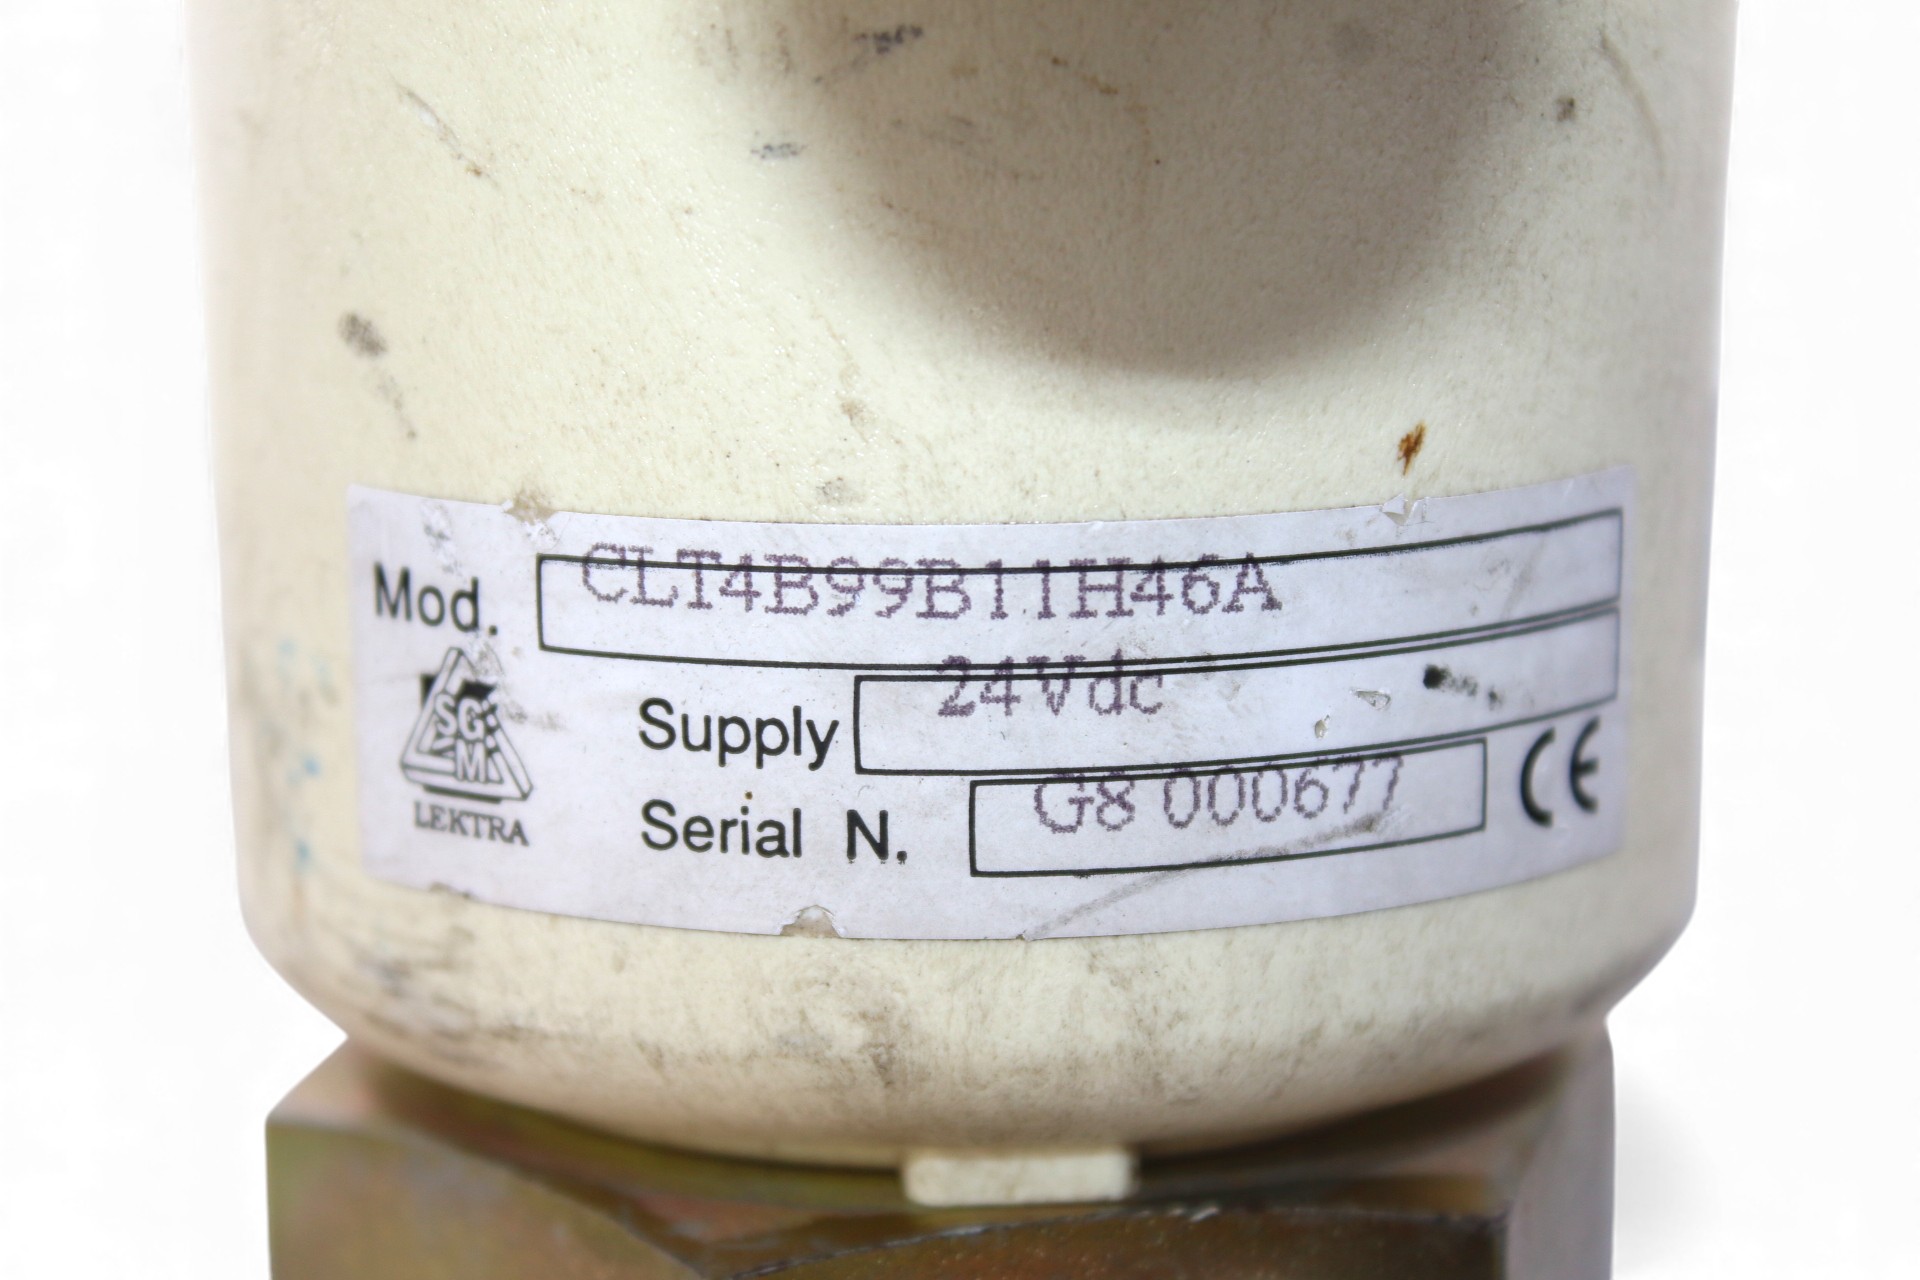 Mod. CLT4B99B11H46A
SGM
LEKTRA
Supply 24Vdc
Serial N. G8 000677
CE